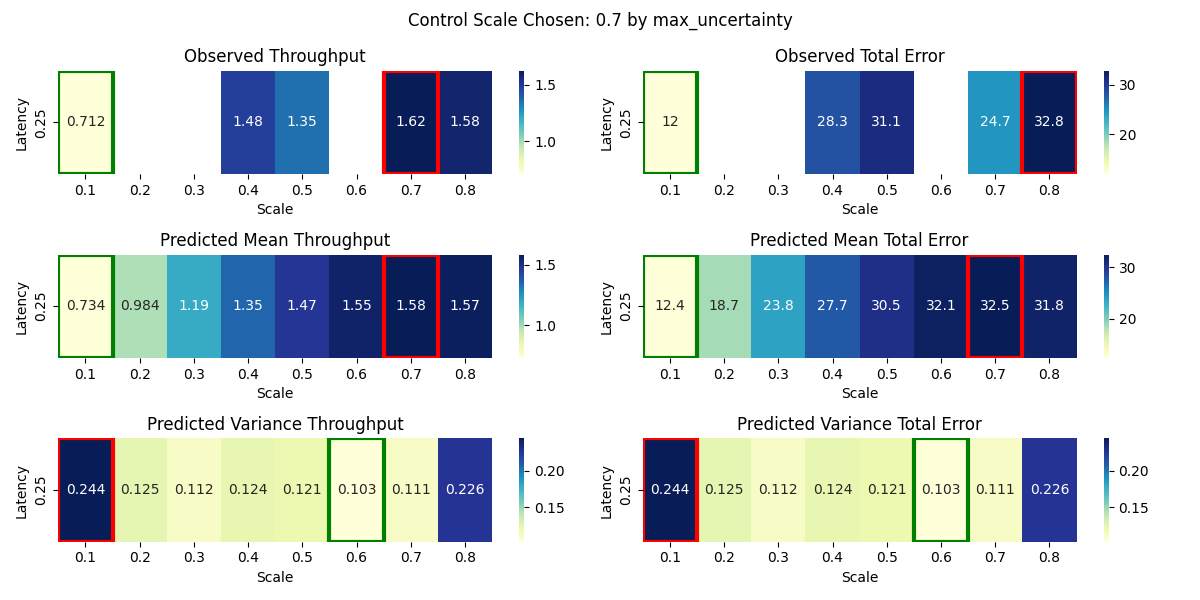 Control Scale Chosen: 0.7 by max_uncertainty
Observed Throughput
Latency
0.25
0.712 1.48 1.35 1.62 1.58
0.1 0.2 0.3 0.4 0.5 0.6 0.7 0.8
Scale
1.5
1.0
Observed Total Error
Latency
0.25
12 28.3 31.1 24.7 32.8
0.1 0.2 0.3 0.4 0.5 0.6 0.7 0.8
Scale
30
20
Predicted Mean Throughput
Latency
0.25
0.734 0.984 1.19 1.35 1.47 1.55 1.58 1.57
0.1 0.2 0.3 0.4 0.5 0.6 0.7 0.8
Scale
1.5
1.0
Predicted Mean Total Error
Latency
0.25
12.4 18.7 23.8 27.7 30.5 32.1 32.5 31.8
0.1 0.2 0.3 0.4 0.5 0.6 0.7 0.8
Scale
30
20
Predicted Variance Throughput
Latency
0.25
0.244 0.125 0.112 0.124 0.121 0.103 0.111 0.226
0.1 0.2 0.3 0.4 0.5 0.6 0.7 0.8
Scale
0.20
0.15
Predicted Variance Total Error
Latency
0.25
0.244 0.125 0.112 0.124 0.121 0.103 0.111 0.226
0.1 0.2 0.3 0.4 0.5 0.6 0.7 0.8
Scale
0.20
0.15